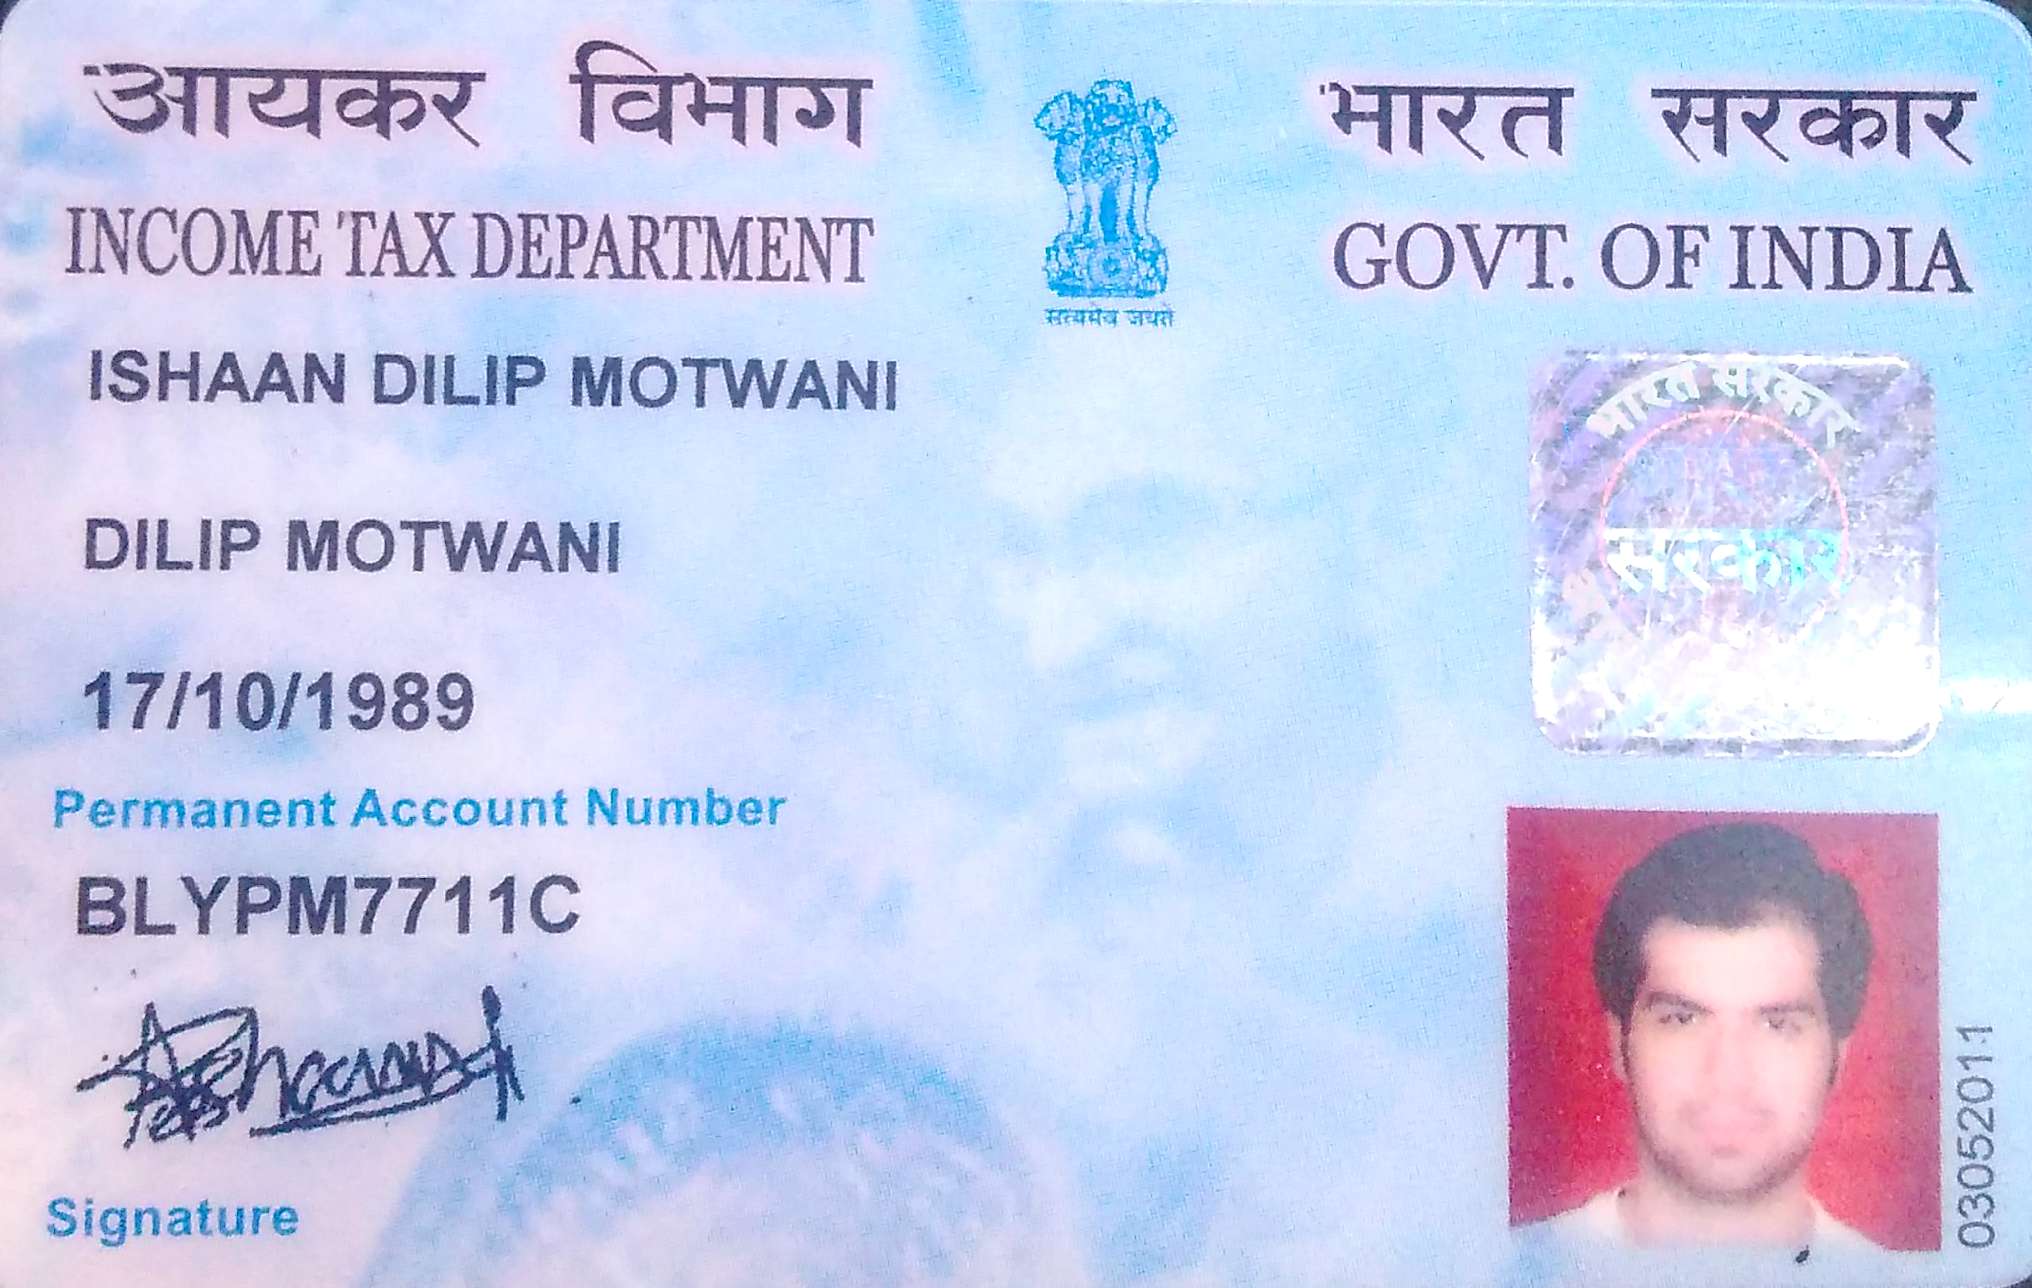 आयकर विभाग
INCOME TAX DEPARTMENT
सत्यमेव जयते
भारत सरकार
GOVT. OF INDIA
ISHAAN DILIP MOTWANI
DILIP MOTWANI
17/10/1989
Permanent Account Number
BLYPM7711C
Signature
भारत सरकार
सरकार
03052011